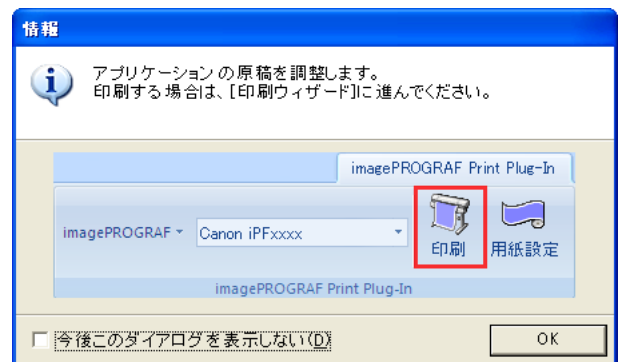 情報
アプリケーションの原稿を調整します。
印刷する場合は、[印刷ウィザード]に進んでください。
imagePROGRAF Print Plug-In
imagePROGRAF
Canon iPFxxxx
印刷
用紙設定
imagePROGRAF Print Plug-In
今後このダイアログを表示しない(D)
OK